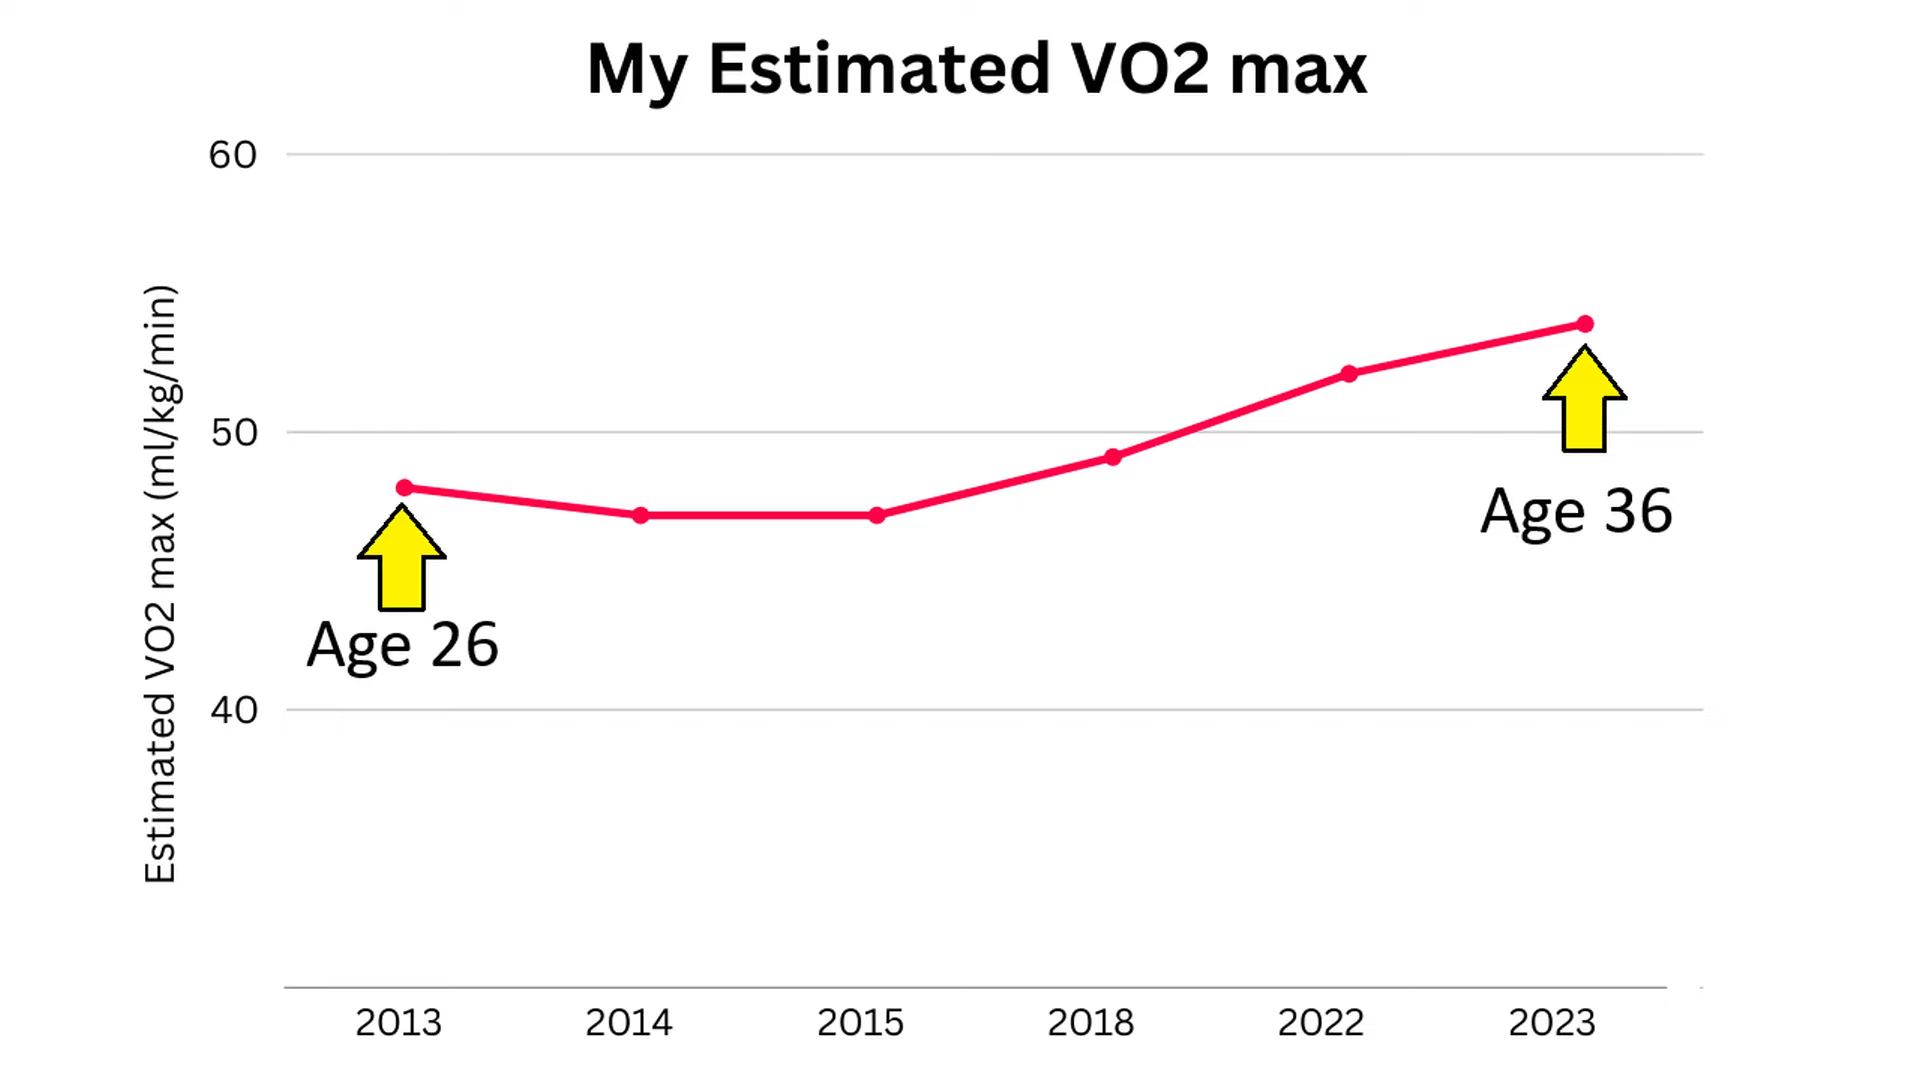 My Estimated VO2 max
60
50
40
Estimated VO2 max (ml/kg/min)
Age 26
Age 36
2013
2014
2015
2018
2022
2023